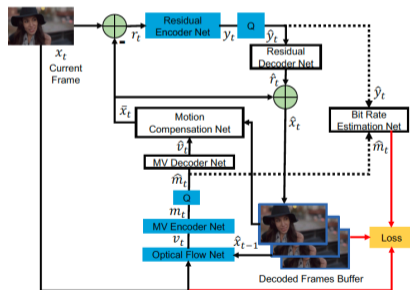 x_t
Current
Frame
−
r_t
Residual
Encoder Net
y_t
Q
ŷ_t
Residual
Decoder Net
r̂_t
x̄_t
x̂_t
Motion
Compensation Net
v̂_t
MV Decoder Net
m̂_t
Q
m_t
MV Encoder Net
v_t
Optical Flow Net
x̂_{t−1}
Decoded Frames Buffer
ŷ_t
Bit Rate
Estimation Net
m̂_t
Loss